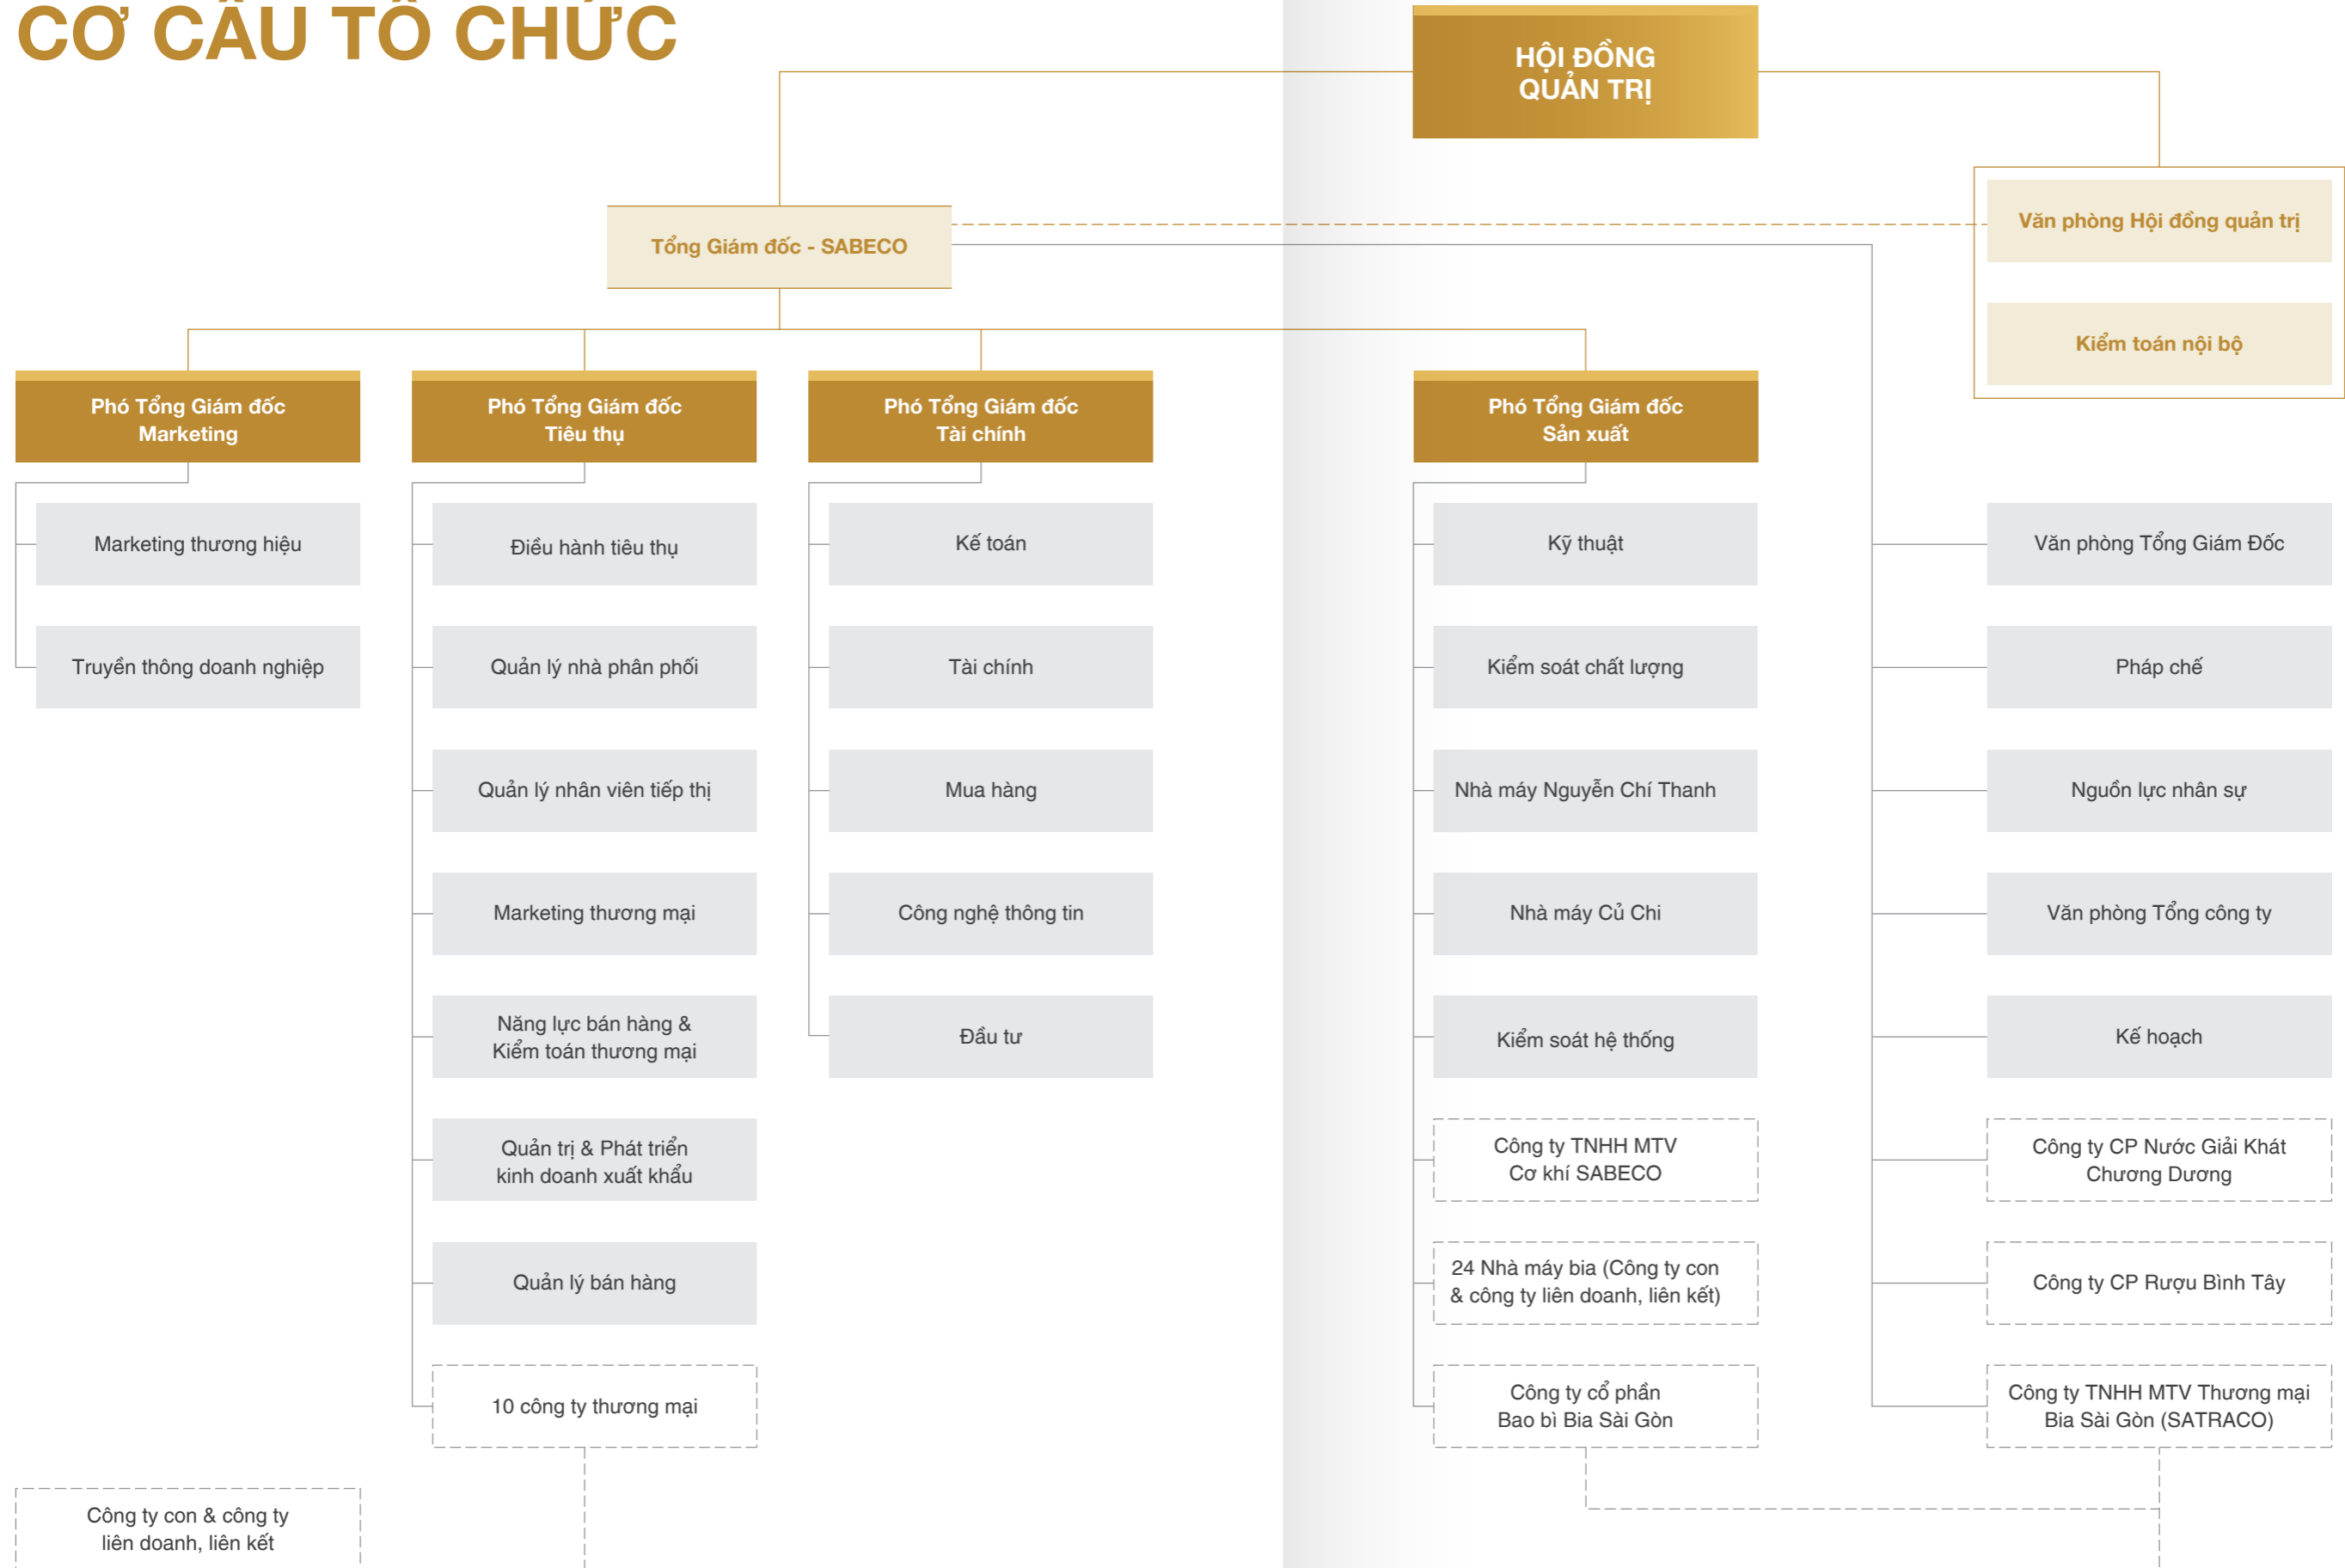 CƠ CẤU TỔ CHỨC
HỘI ĐỒNG
QUẢN TRỊ
Tổng Giám đốc - SABECO
Văn phòng Hội đồng quản trị
Kiểm toán nội bộ
Phó Tổng Giám đốc
Marketing
Marketing thương hiệu
Truyền thông doanh nghiệp
Phó Tổng Giám đốc
Tiêu thụ
Điều hành tiêu thụ
Quản lý nhà phân phối
Quản lý nhân viên tiếp thị
Marketing thương mại
Năng lực bán hàng &
Kiểm toán thương mại
Quản trị & Phát triển
kinh doanh xuất khẩu
Quản lý bán hàng
10 công ty thương mại
Phó Tổng Giám đốc
Tài chính
Kế toán
Tài chính
Mua hàng
Công nghệ thông tin
Đầu tư
Phó Tổng Giám đốc
Sản xuất
Kỹ thuật
Kiểm soát chất lượng
Nhà máy Nguyễn Chí Thanh
Nhà máy Củ Chi
Kiểm soát hệ thống
Công ty TNHH MTV
Cơ khí SABECO
24 Nhà máy bia (Công ty con
& công ty liên doanh, liên kết)
Công ty cổ phần
Bao bì Bia Sài Gòn
Văn phòng Tổng Giám Đốc
Pháp chế
Nguồn lực nhân sự
Văn phòng Tổng công ty
Kế hoạch
Công ty CP Nước Giải Khát
Chương Dương
Công ty CP Rượu Bình Tây
Công ty TNHH MTV Thương mại
Bia Sài Gòn (SATRACO)
Công ty con & công ty
liên doanh, liên kết